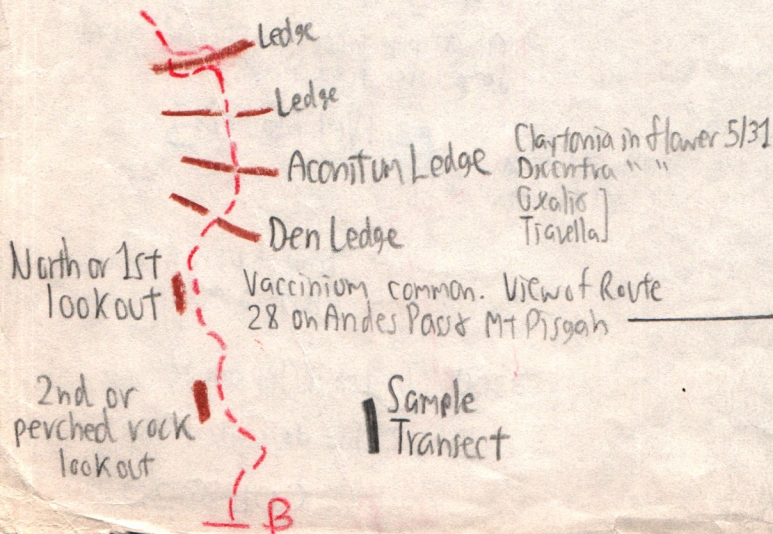 Ledge
Ledge
Aconitum Ledge
Claytonia in flower 5/31
Dicentra " "
Oxalis ]
Tiarella ]
Den Ledge
North or 1st
lookout
Vaccinium common. View of Route
28 on Andes Pass & Mt Pisgah
2nd or
perched rock
lookout
Sample
Transect
B